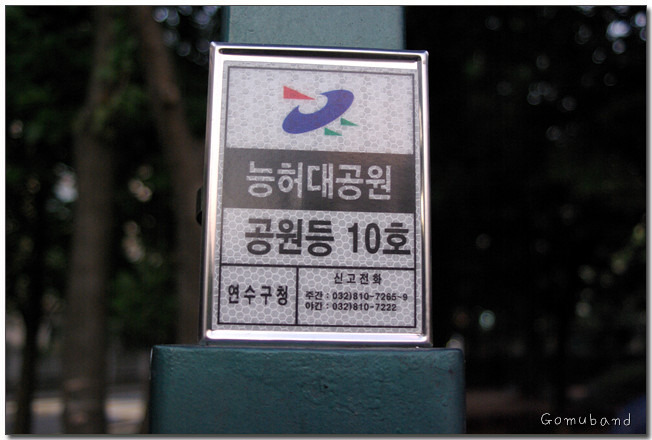 능허대공원
공원등 10호
연수구청
신고전화
주간 : 032)810-7265~9
야간 : 032)810-7222
Gomuband